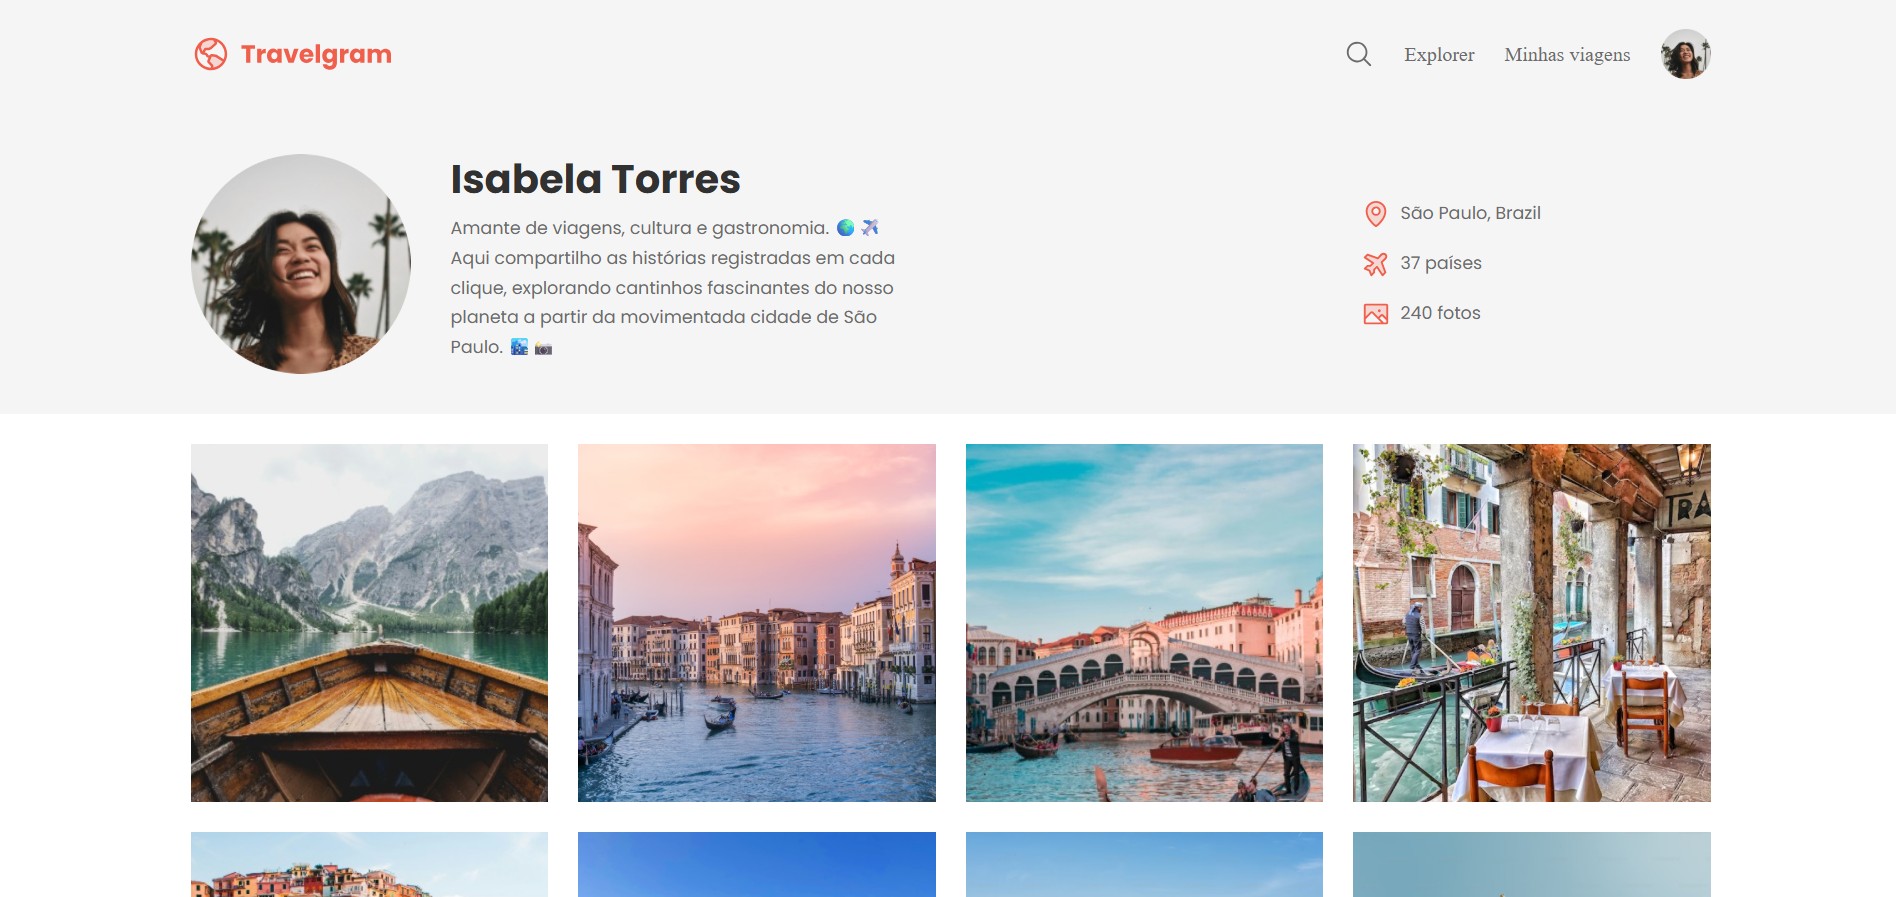 Travelgram
Explorer
Minhas viagens
Isabela Torres
Amante de viagens, cultura e gastronomia. 🌍 ✈️
Aqui compartilho as histórias registradas em cada
clique, explorando cantinhos fascinantes do nosso
planeta a partir da movimentada cidade de São
Paulo. 🏙️ 📸
São Paulo, Brazil
37 países
240 fotos
TRA